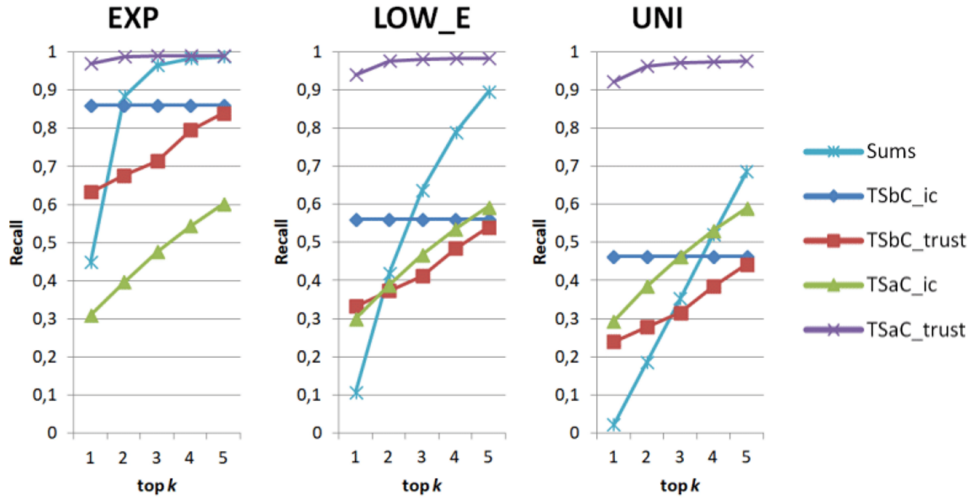 EXP
LOW_E
UNI
Recall
1
0,9
0,8
0,7
0,6
0,5
0,4
0,3
0,2
0,1
0
1 2 3 4 5
top k
Recall
1
0,9
0,8
0,7
0,6
0,5
0,4
0,3
0,2
0,1
0
1 2 3 4 5
top k
Recall
1
0,9
0,8
0,7
0,6
0,5
0,4
0,3
0,2
0,1
0
1 2 3 4 5
top k
Sums
TSbC_ic
TSbC_trust
TSaC_ic
TSaC_trust